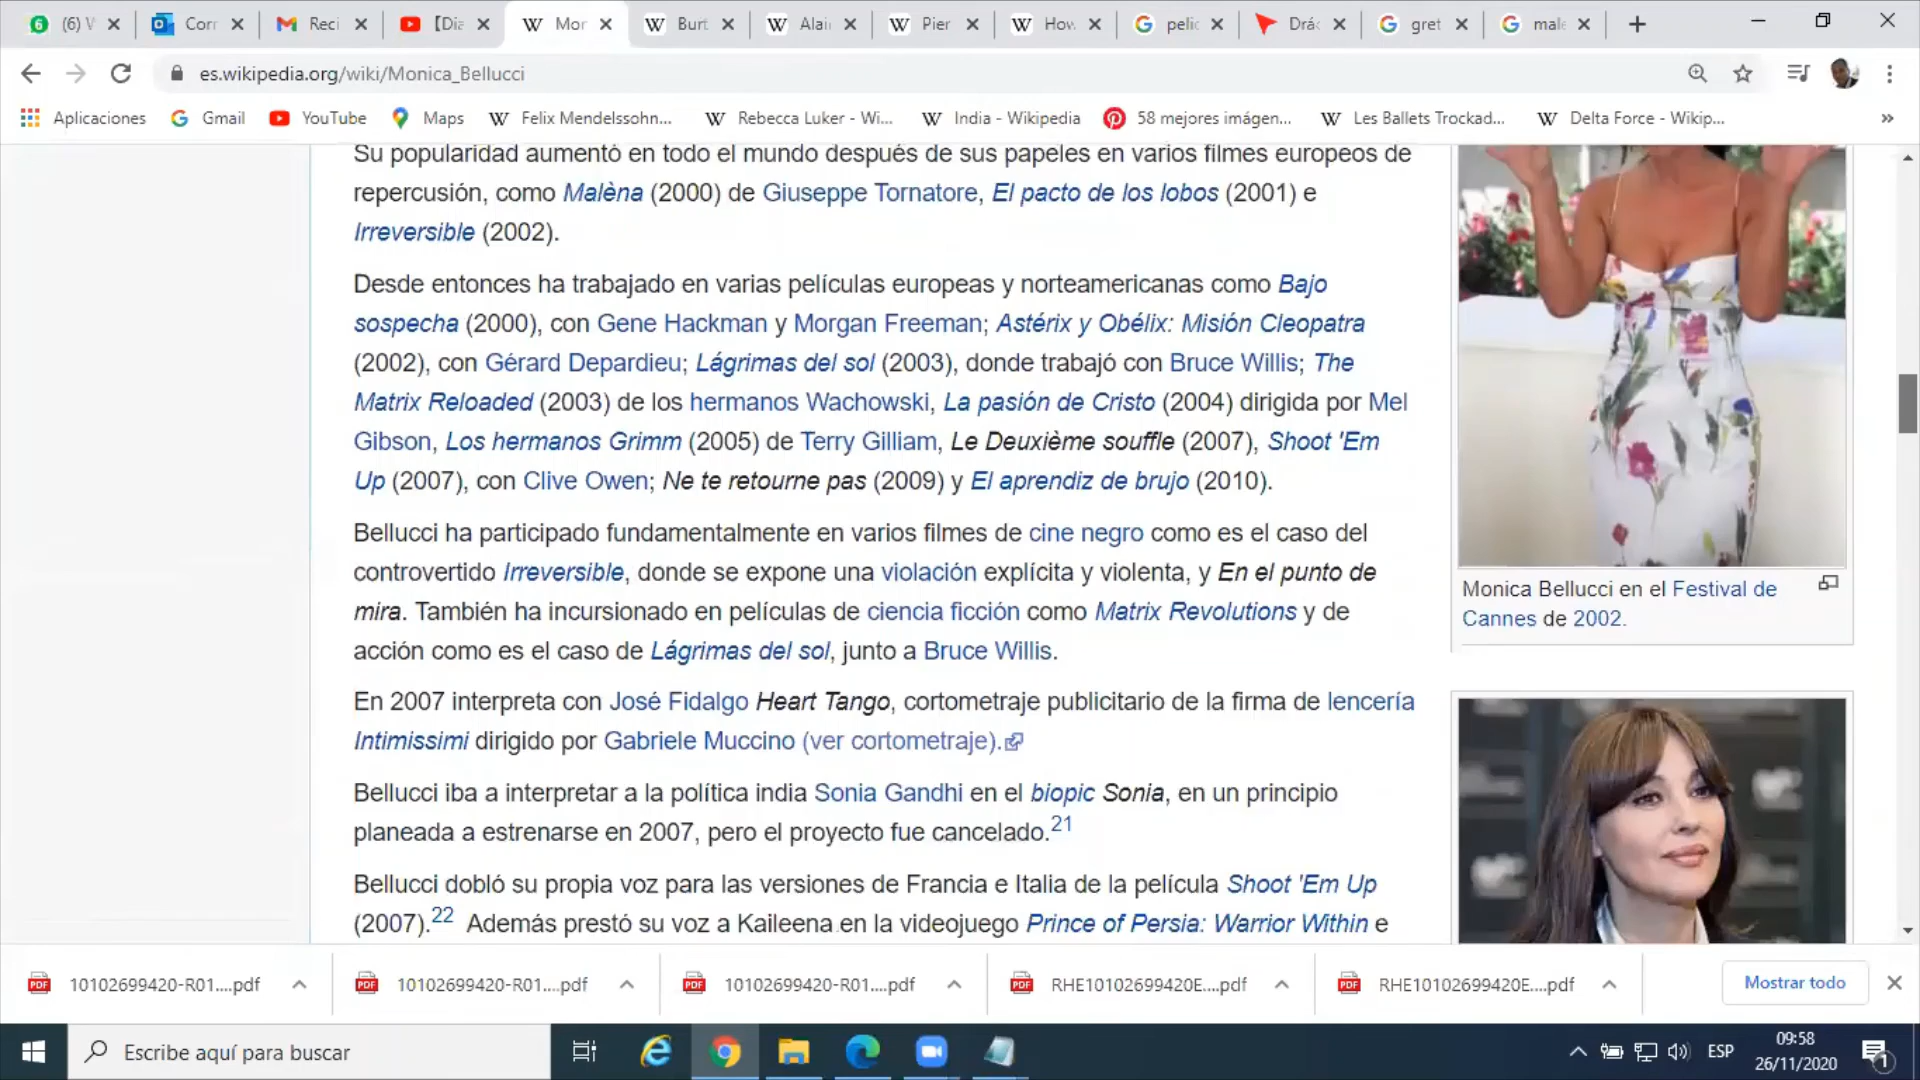 (6) V
Corr
Reci
[Dia
Mor
Burt
Alai
Pier
How
pelic
Drác
gret
male
es.wikipedia.org/wiki/Monica_Bellucci
Aplicaciones
Gmail
YouTube
Maps
Felix Mendelssohn...
Rebecca Luker - Wi...
India - Wikipedia
58 mejores imágen...
Les Ballets Trockad...
Delta Force - Wikip...
»
Su popularidad aumentó en todo el mundo después de sus papeles en varios filmes europeos de
repercusión, como Malèna (2000) de Giuseppe Tornatore, El pacto de los lobos (2001) e
Irreversible (2002).
Desde entonces ha trabajado en varias películas europeas y norteamericanas como Bajo
sospecha (2000), con Gene Hackman y Morgan Freeman; Astérix y Obélix: Misión Cleopatra
(2002), con Gérard Depardieu; Lágrimas del sol (2003), donde trabajó con Bruce Willis; The
Matrix Reloaded (2003) de los hermanos Wachowski, La pasión de Cristo (2004) dirigida por Mel
Gibson, Los hermanos Grimm (2005) de Terry Gilliam, Le Deuxième souffle (2007), Shoot 'Em
Up (2007), con Clive Owen; Ne te retourne pas (2009) y El aprendiz de brujo (2010).
Bellucci ha participado fundamentalmente en varios filmes de cine negro como es el caso del
controvertido Irreversible, donde se expone una violación explícita y violenta, y En el punto de
mira. También ha incursionado en películas de ciencia ficción como Matrix Revolutions y de
acción como es el caso de Lágrimas del sol, junto a Bruce Willis.
En 2007 interpreta con José Fidalgo Heart Tango, cortometraje publicitario de la firma de lencería
Intimissimi dirigido por Gabriele Muccino (ver cortometraje).
Bellucci iba a interpretar a la política india Sonia Gandhi en el biopic Sonia, en un principio
planeada a estrenarse en 2007, pero el proyecto fue cancelado.21
Bellucci dobló su propia voz para las versiones de Francia e Italia de la película Shoot 'Em Up
(2007).22 Además prestó su voz a Kaileena en la videojuego Prince of Persia: Warrior Within e
Monica Bellucci en el Festival de
Cannes de 2002.
10102699420-R01....pdf
10102699420-R01....pdf
10102699420-R01....pdf
RHE10102699420E....pdf
RHE10102699420E....pdf
Mostrar todo
Escribe aquí para buscar
ESP
09:58
26/11/2020
1